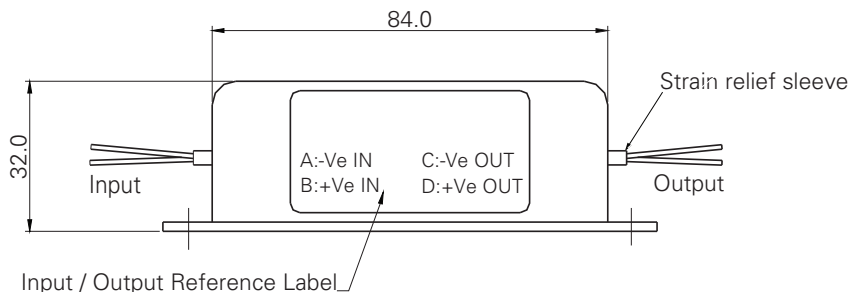 84.0
Strain relief sleeve
32.0
A:-Ve IN C:-Ve OUT
B:+Ve IN D:+Ve OUT
Input
Output
Input / Output Reference Label